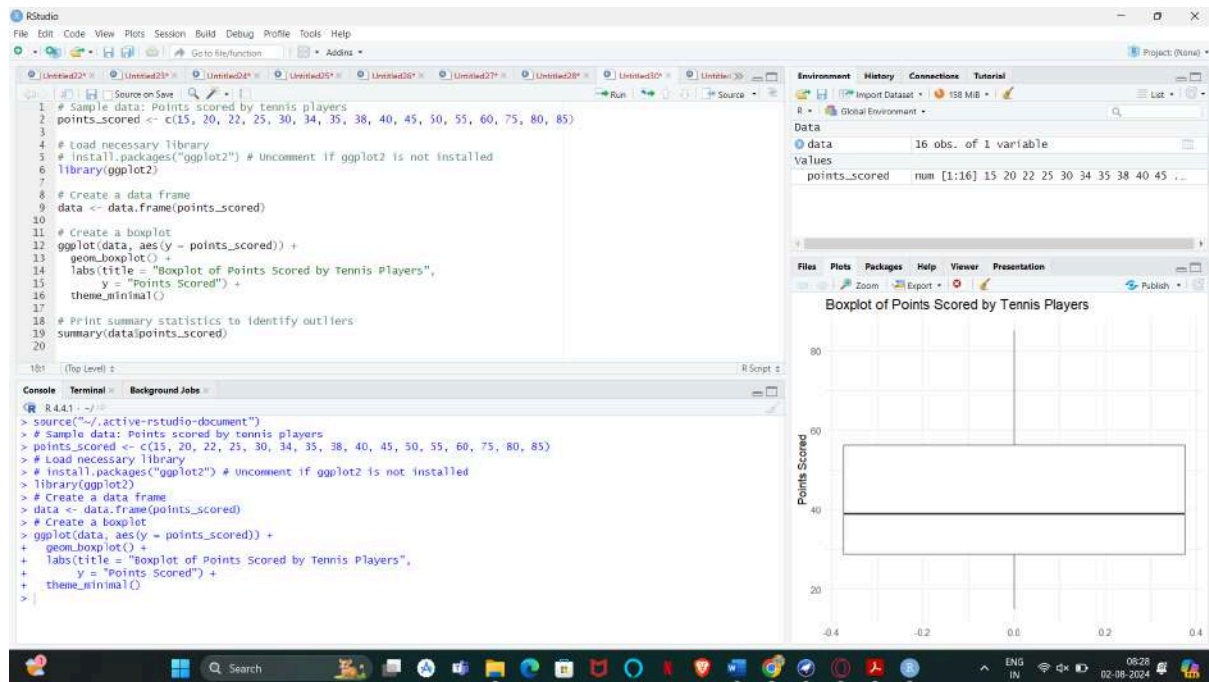 RStudio
File Edit Code View Plots Session Build Debug Profile Tools Help
Go to file/function Addins
Project: (None)
Untitled22* Untitled23* Untitled24* Untitled25* Untitled26* Untitled27* Untitled28* Untitled30*
Source on Save Run Source
1 # Sample data: Points scored by tennis players
2 points_scored <- c(15, 20, 22, 25, 30, 34, 35, 38, 40, 45, 50, 55, 60, 75, 80, 85)
3
4 # Load necessary library
5 # install.packages("ggplot2") # Uncomment if ggplot2 is not installed
6 library(ggplot2)
7
8 # Create a data frame
9 data <- data.frame(points_scored)
10
11 # Create a boxplot
12 ggplot(data, aes(y = points_scored)) +
13 geom_boxplot() +
14 labs(title = "Boxplot of Points Scored by Tennis Players",
15 y = "Points Scored") +
16 theme_minimal()
17
18 # Print summary statistics to identify outliers
19 summary(data$points_scored)
20
18:1 (Top Level) R Script
Console Terminal Background Jobs
R 4.4.1 · ~/
> source("~/.active-rstudio-document")
> # Sample data: Points scored by tennis players
> points_scored <- c(15, 20, 22, 25, 30, 34, 35, 38, 40, 45, 50, 55, 60, 75, 80, 85)
> # Load necessary library
> # install.packages("ggplot2") # Uncomment if ggplot2 is not installed
> library(ggplot2)
> # Create a data frame
> data <- data.frame(points_scored)
> # Create a boxplot
> ggplot(data, aes(y = points_scored)) +
+ geom_boxplot() +
+ labs(title = "Boxplot of Points Scored by Tennis Players",
+ y = "Points Scored") +
+ theme_minimal()
>
Environment History Connections Tutorial
Import Dataset 158 MiB List
R Global Environment
Data
data 16 obs. of 1 variable
Values
points_scored num [1:16] 15 20 22 25 30 34 35 38 40 45 ...
Files Plots Packages Help Viewer Presentation
Zoom Export Publish
Boxplot of Points Scored by Tennis Players
Points Scored
80
60
40
20
-0.4 -0.2 0.0 0.2 0.4
Search
ENG
IN
08:28
02-08-2024